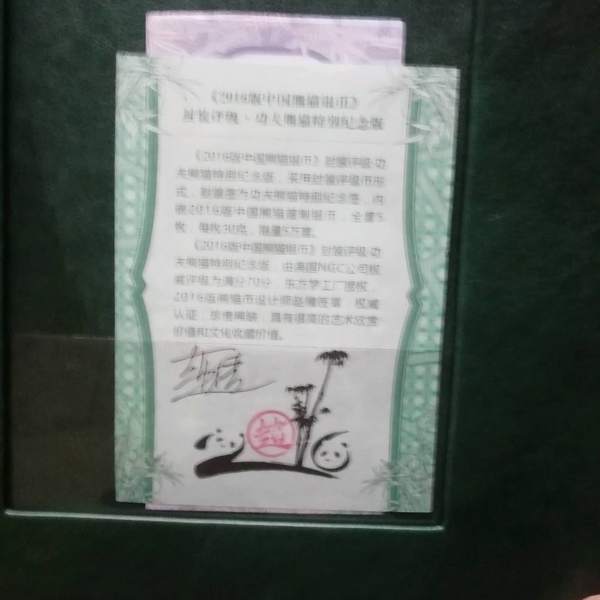 《2016版中国熊猫银币》
封装评级·功夫熊猫特别纪念版
《2016版中国熊猫银币》封装评级·功
夫熊猫特别纪念版，采用封装评级币形
式，封装签为功夫熊猫特别纪念签，内
装2016版中国熊猫普制银币，全套5
枚，每枚30克，限量5万套。
《2016版中国熊猫银币》封装评级·功
夫熊猫特别纪念版，由美国NGC公司权
威评级为满分70分，东方梦工厂授权，
2016版熊猫币设计师赵樯签章，权威
认证，珍贵稀缺，具有很高的艺术欣赏
价值和文化收藏价值。